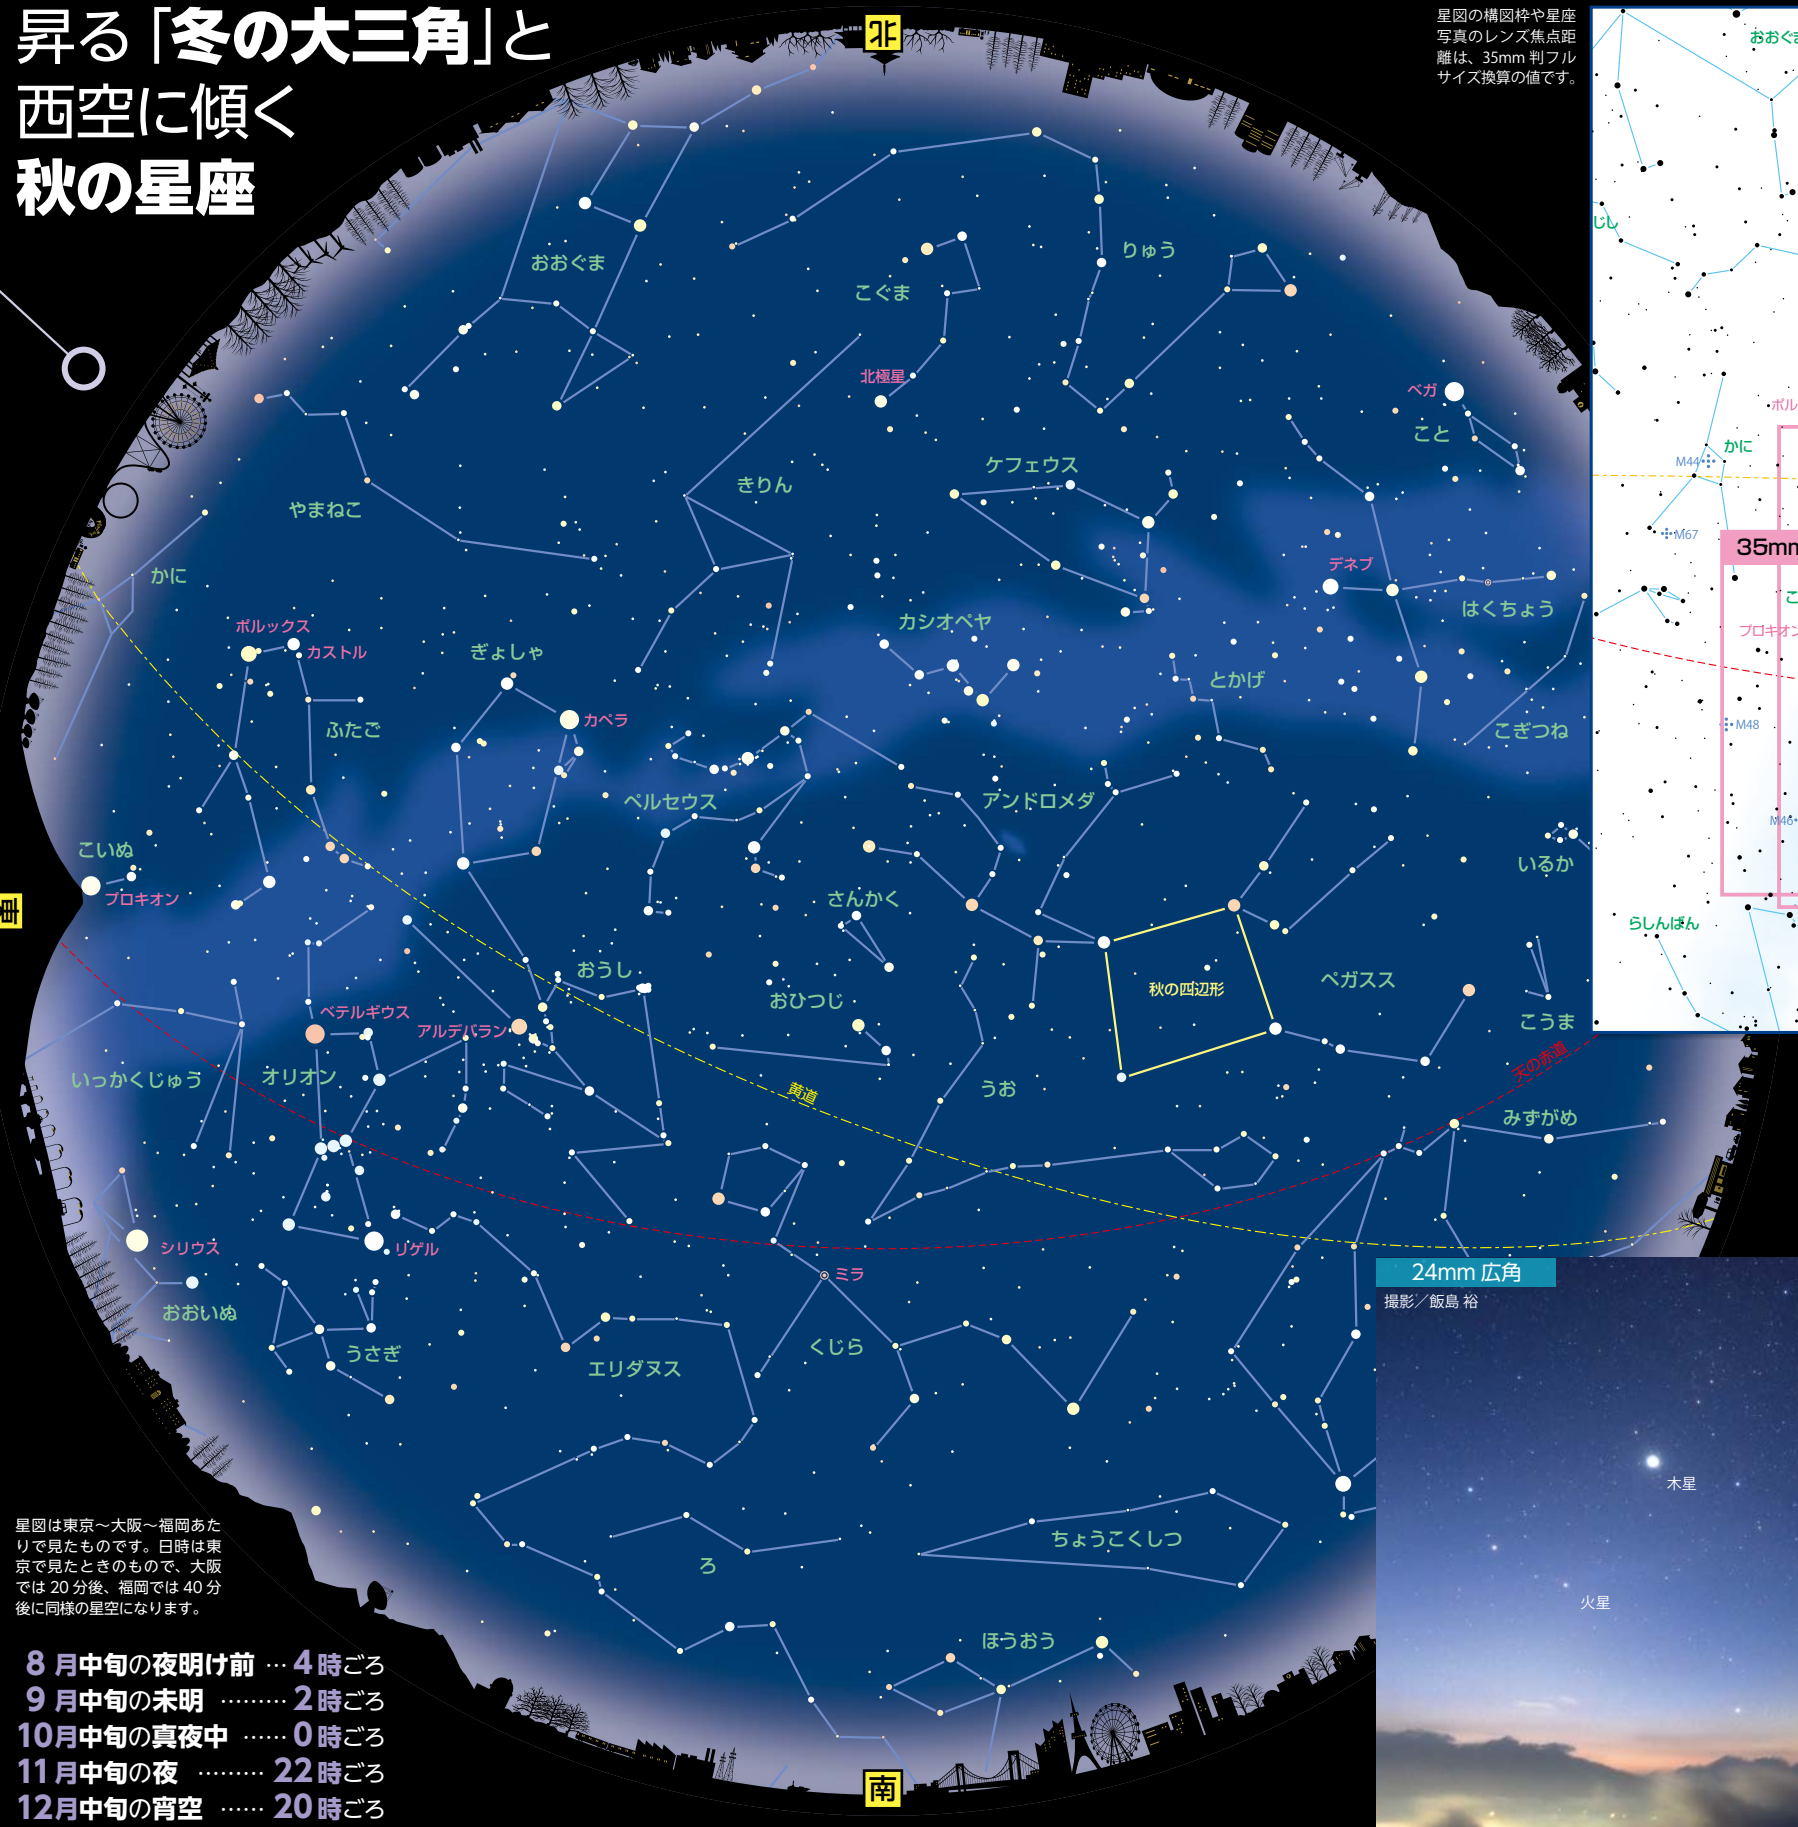 昇る「冬の大三角」と
西空に傾く
秋の星座
北
星図の構図枠や星座
写真のレンズ焦点距
離は、35mm 判フル
サイズ換算の値です。
おおぐま
りゅう
こぐま
北極星
ベガ
こと
ケフェウス
きりん
やまねこ
デネブ
かに
はくちょう
ポルックス
カストル
カシオペヤ
ぎょしゃ
とかげ
カペラ
ふたご
こぎつね
ペルセウス
アンドロメダ
こいぬ
プロキオン
いるか
さんかく
東
おうし
ペガスス
秋の四辺形
おひつじ
ベテルギウス
アルデバラン
こうま
天の赤道
いっかくじゅう
オリオン
黄道
うお
みずがめ
シリウス
リゲル
ミラ
おおいぬ
うさぎ
エリダヌス
くじら
ろ
ちょうこくしつ
ほうおう
南
おおぐ
じし
ポル
かに
M44
M67
35mm
こ
プロキオン
M48
M46
らしんばん
24mm 広角
撮影／飯島 裕
木星
火星
星図は東京～大阪～福岡あた
りで見たものです。日時は東
京で見たときのもので、大阪
では 20 分後、福岡では 40 分
後に同様の星空になります。
8 月中旬の夜明け前 … 4 時ごろ
9 月中旬の未明 ……… 2 時ごろ
10月中旬の真夜中 …… 0 時ごろ
11 月中旬の夜 ……… 22 時ごろ
12月中旬の宵空 …… 20 時ごろ